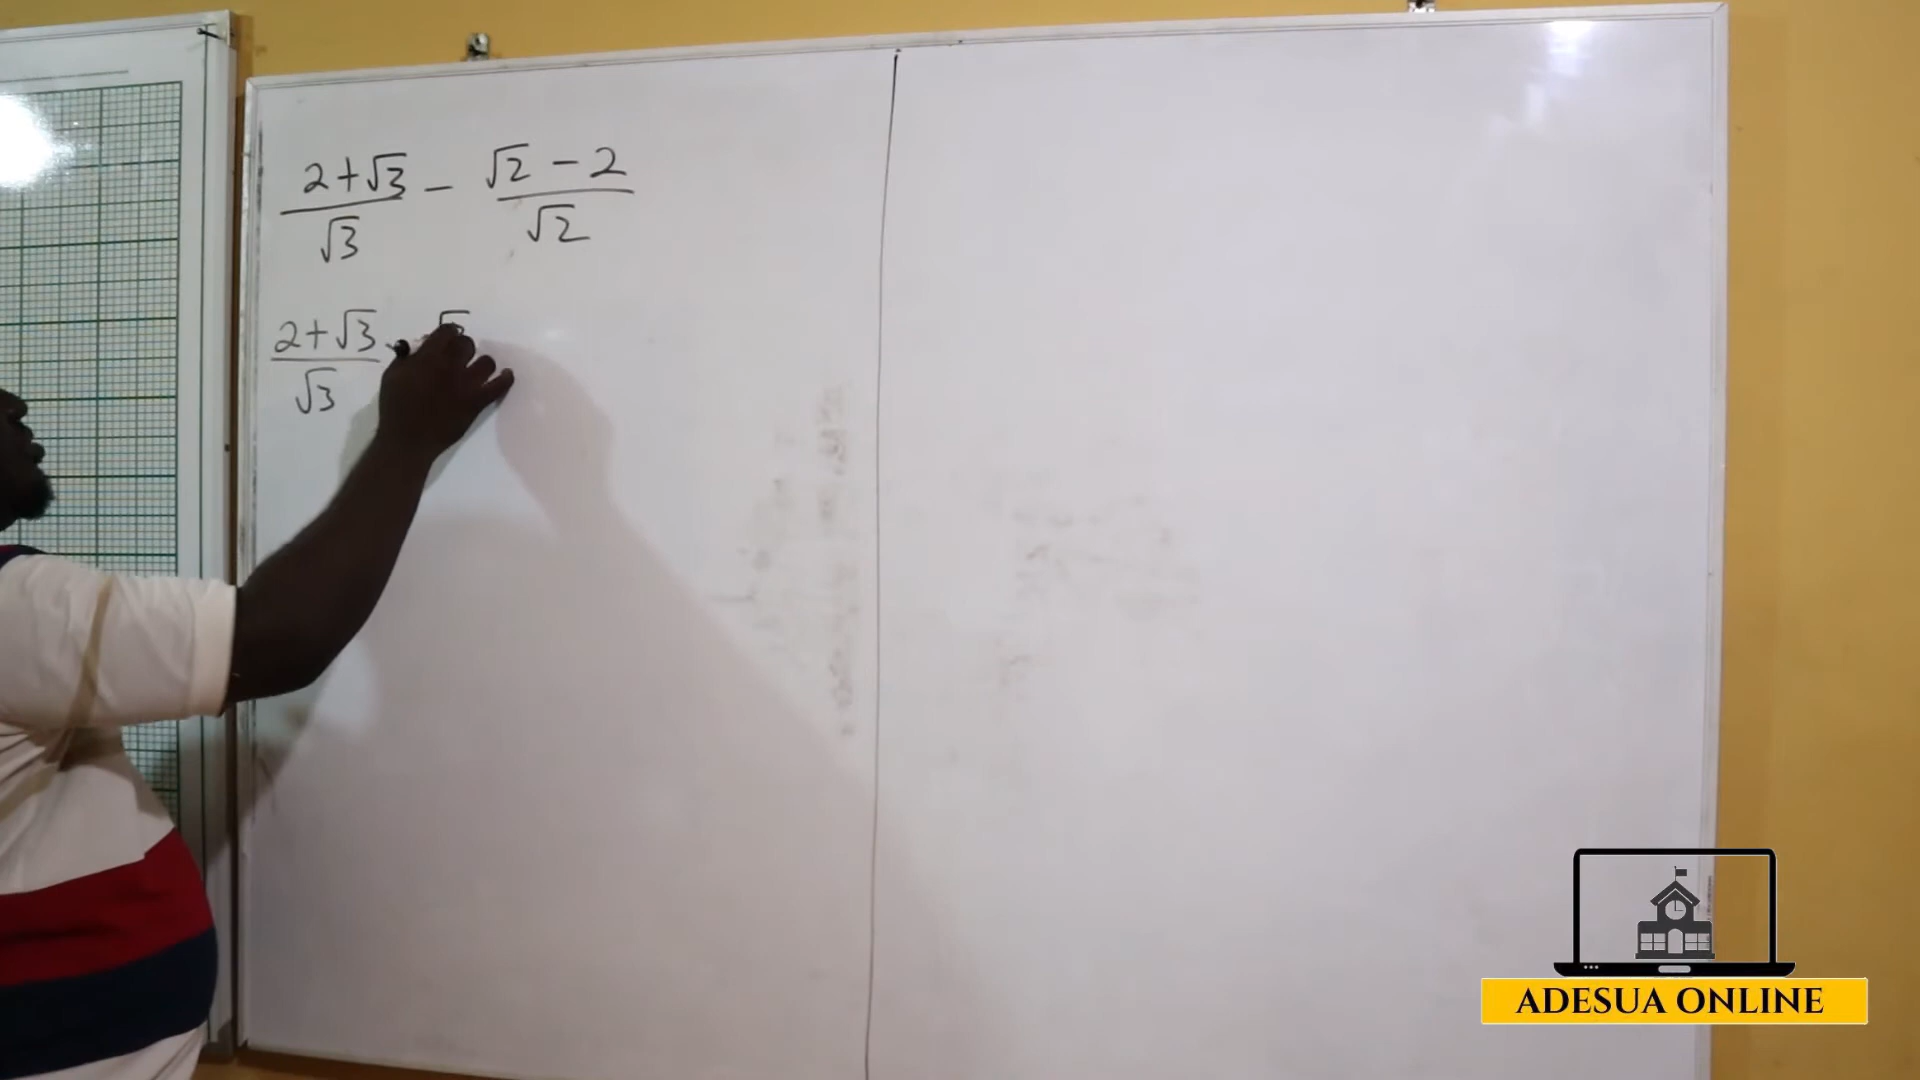 2+√3/√3 − √2 − 2/√2
2+√3/√3
ADESUA ONLINE